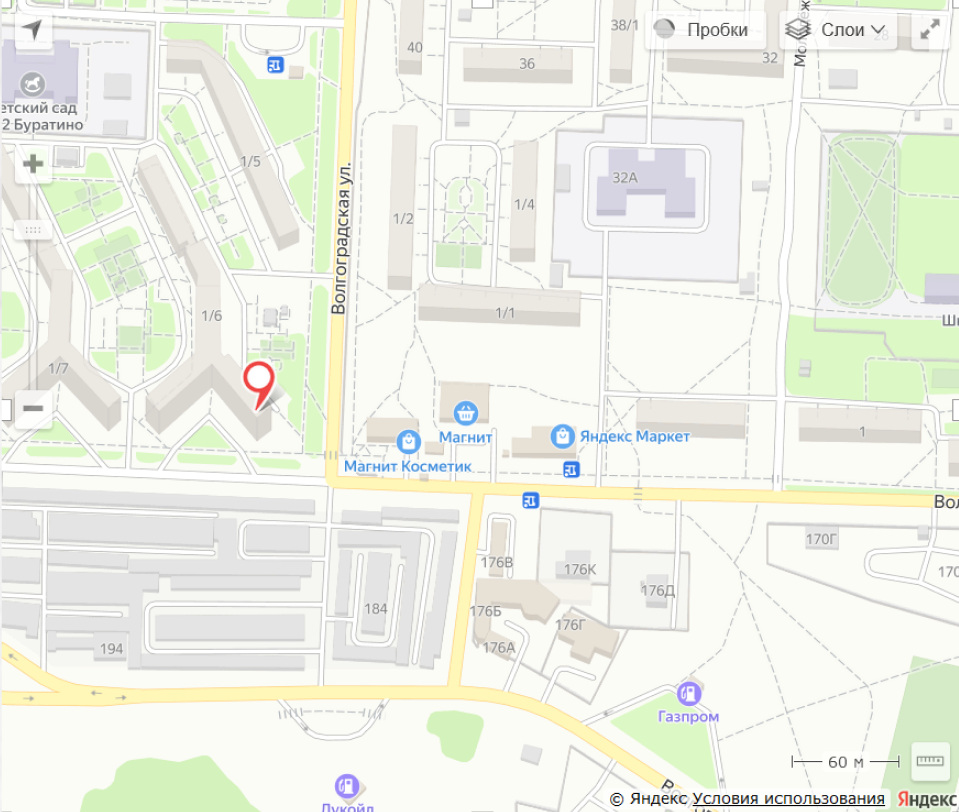 38/1
Пробки
Слои
28
40
36
32
етский сад
2 Буратино
1/5
32А
1/2
1/4
Волгоградская ул.
1/6
1/1
1/7
Магнит
Яндекс Маркет
1
Магнит Косметик
176В
170Г
176К
170
176Д
184
176Б
176Г
194
176А
Газпром
60 м
Лукойл
© Яндекс Условия использования
Яндекс